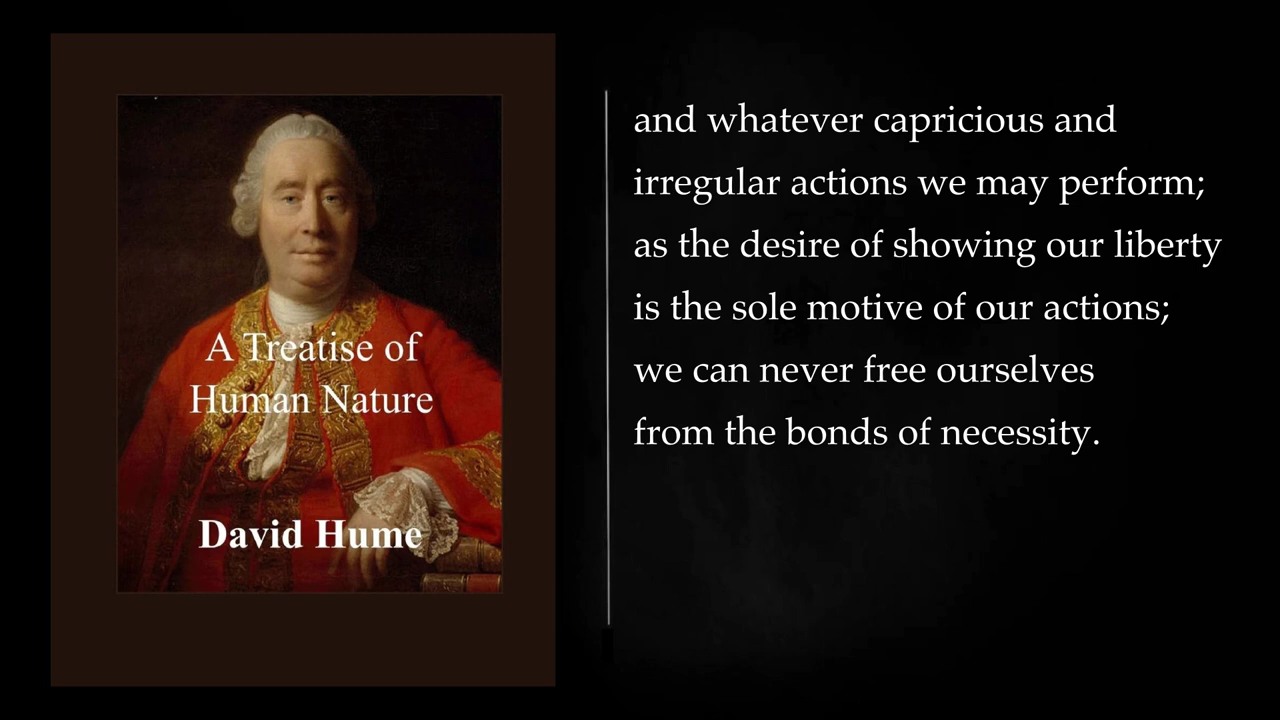 A Treatise of
Human Nature
David Hume
and whatever capricious and
irregular actions we may perform;
as the desire of showing our liberty
is the sole motive of our actions;
we can never free ourselves
from the bonds of necessity.